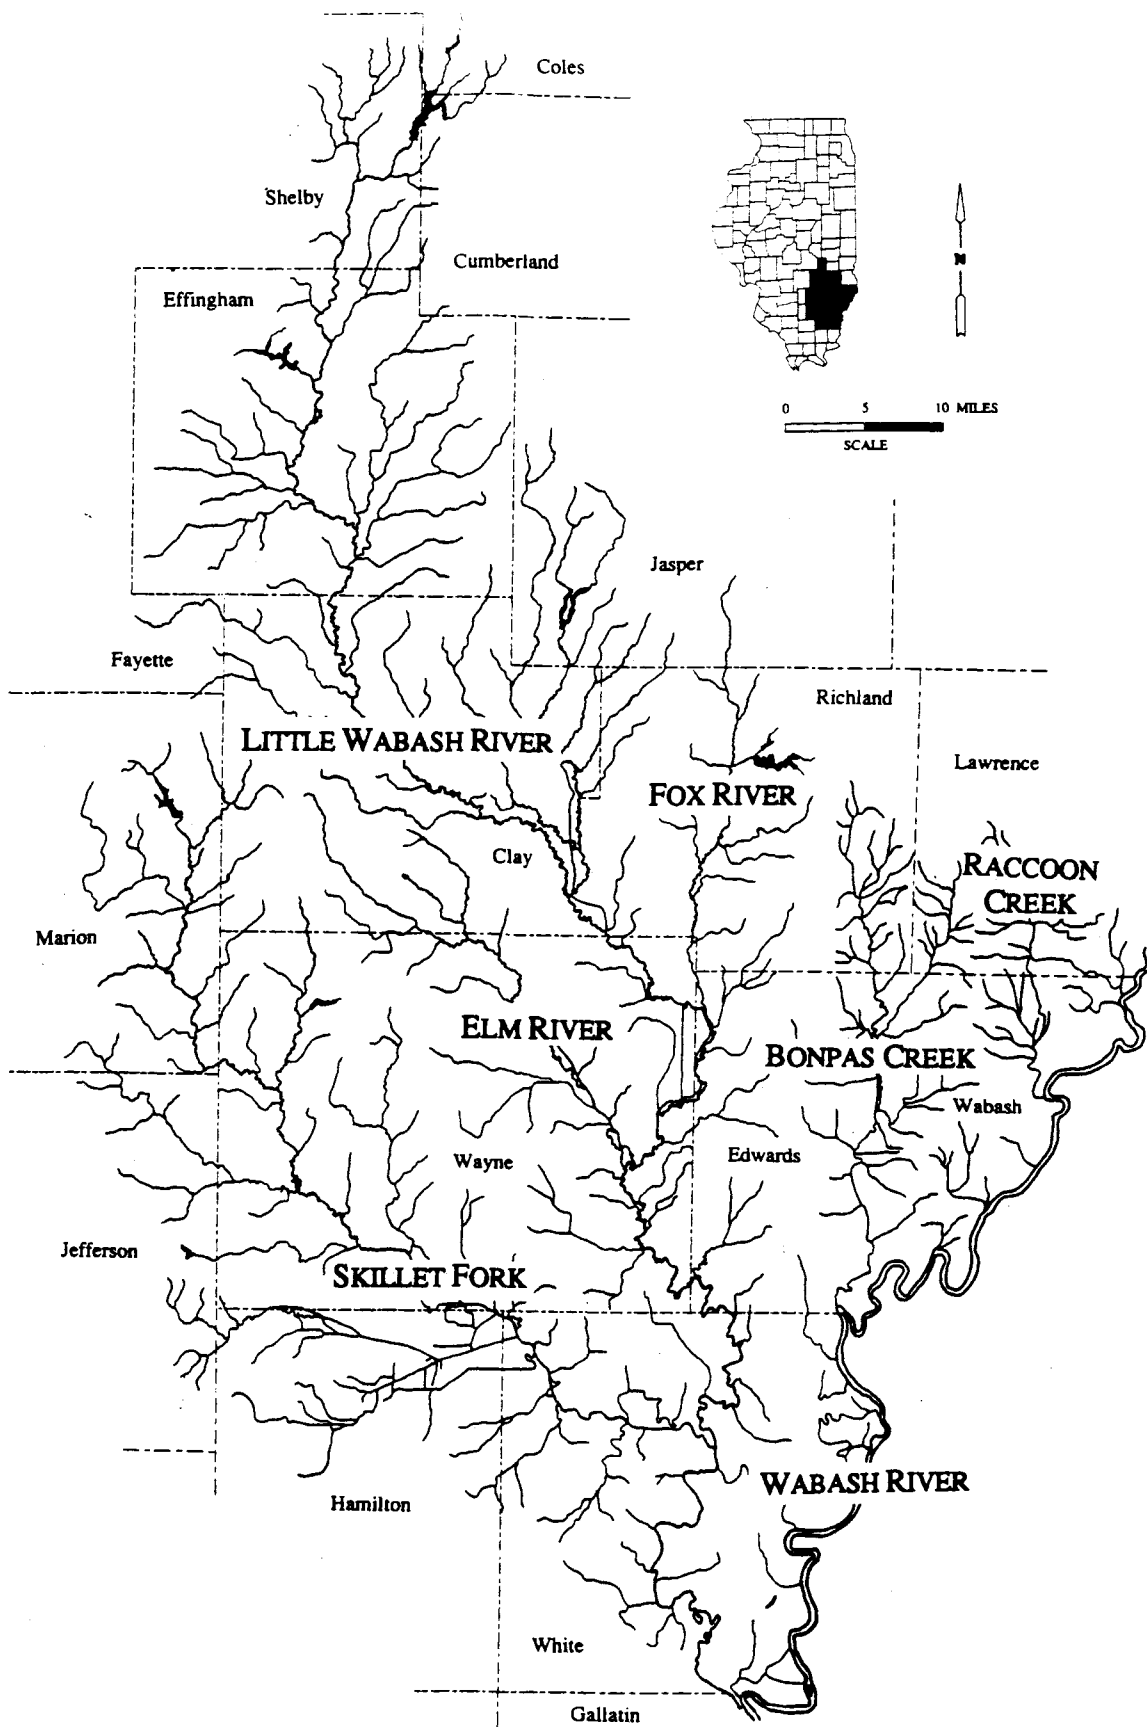 Coles
Shelby
Cumberland
Effingham
N
0 5 10 MILES
SCALE
Jasper
Fayette
Richland
LITTLE WABASH RIVER
Lawrence
FOX RIVER
Clay
RACCOON
CREEK
Marion
ELM RIVER
BONPAS CREEK
Wabash
Wayne
Edwards
Jefferson
SKILLET FORK
WABASH RIVER
Hamilton
White
Gallatin